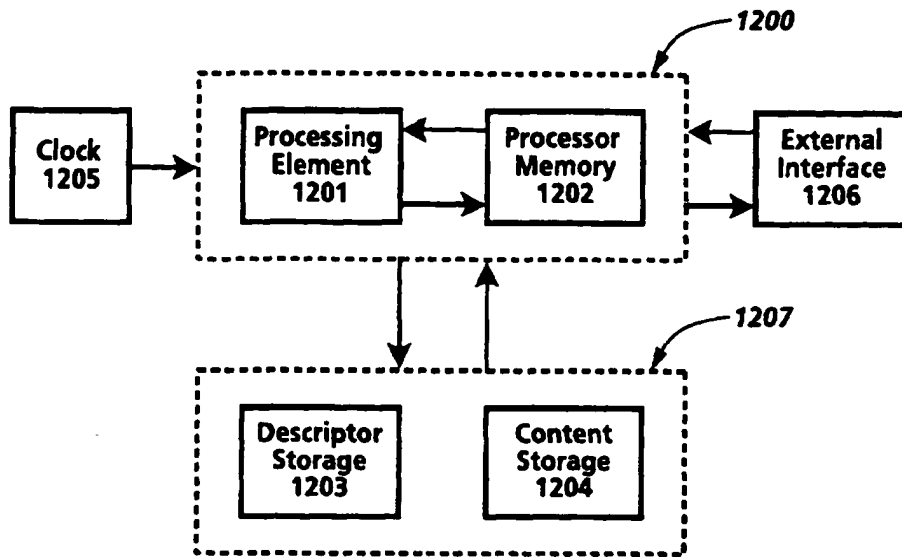 1200
Clock
1205
Processing
Element
1201
Processor
Memory
1202
External
Interface
1206
1207
Descriptor
Storage
1203
Content
Storage
1204